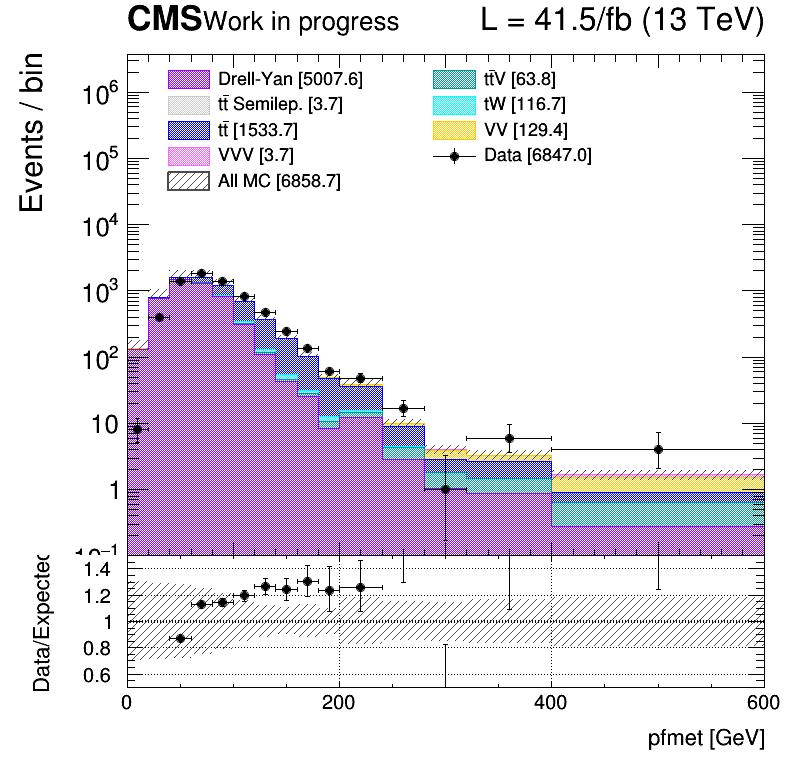 CMS Work in progress L = 41.5/fb (13 TeV)
Events / bin
Drell-Yan [5007.6]
tt̄ Semilep. [3.7]
tt̄ [1533.7]
VVV [3.7]
All MC [6858.7]
tt̄V [63.8]
tW [116.7]
VV [129.4]
Data [6847.0]
10⁶
10⁵
10⁴
10³
10²
10
1
10⁻¹
Data/Expected
1.4
1.2
1
0.8
0.6
0 200 400 600
pfmet [GeV]